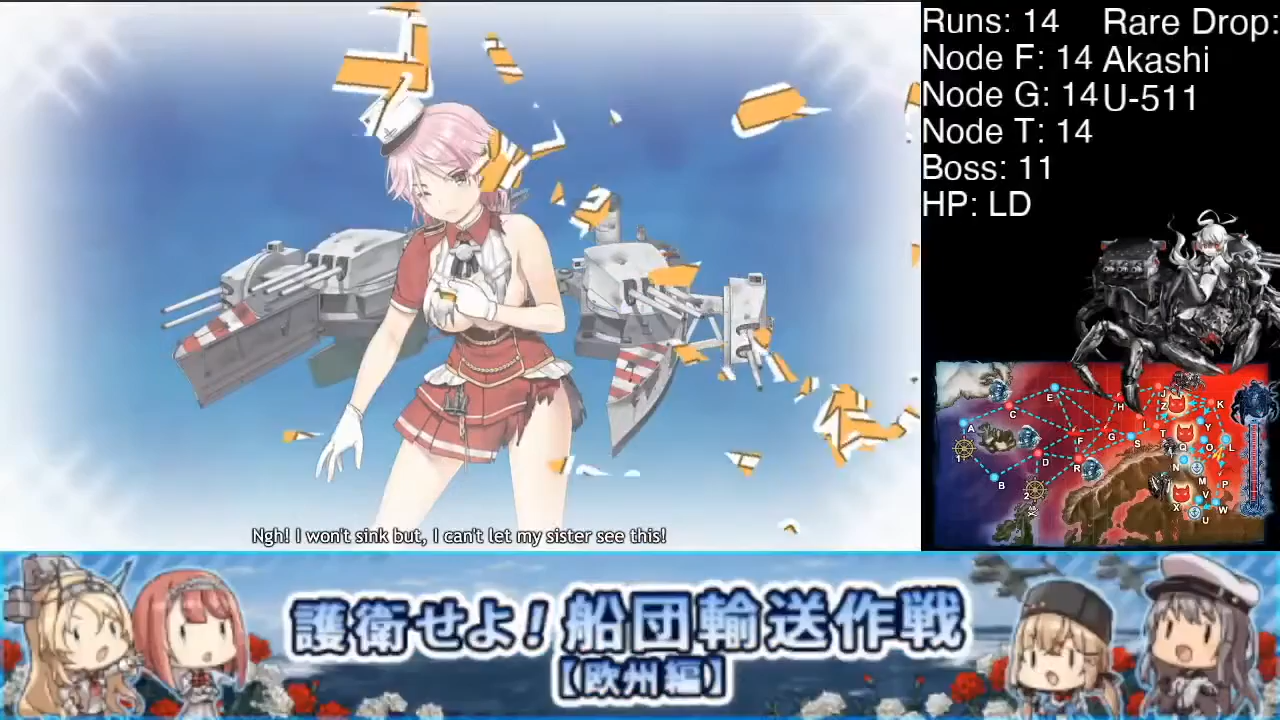 Runs: 14
Rare Drop:
Node F: 14
Akashi
Node G: 14
U-511
Node T: 14
Boss: 11
HP: LD
Ngh! I won't sink but, I can't let my sister see this!
A
B
C
D
E
F
G
H
I
J
K
L
M
N
O
P
Q
R
S
T
U
V
W
X
Y
Z
1
2
護衛せよ!船団輸送作戦
【欧州編】